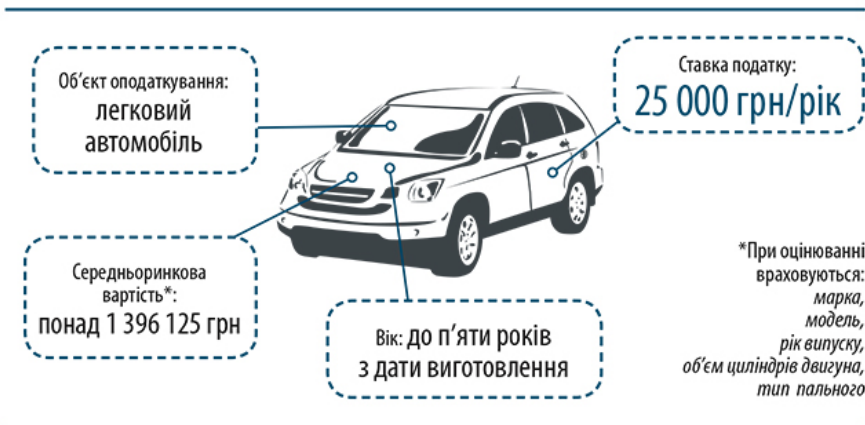 Об’єкт оподаткування:
легковий
автомобіль
Ставка податку:
25 000 грн/рік
Середньоринкова
вартість*:
понад 1 396 125 грн
Вік: до п’яти років
з дати виготовлення
*При оцінюванні
враховуються:
марка,
модель,
рік випуску,
об’єм циліндрів двигуна,
тип пального